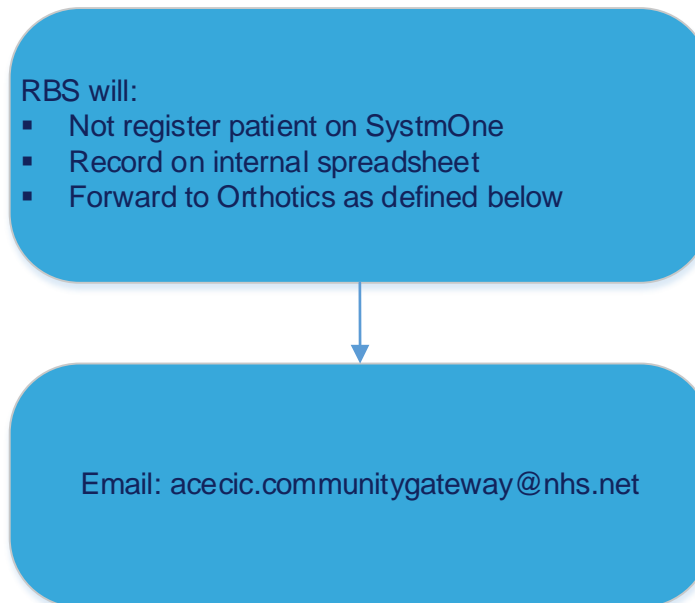 RBS will:
▪ Not register patient on SystmOne
▪ Record on internal spreadsheet
▪ Forward to Orthotics as defined below
Email: acecic.communitygateway@nhs.net